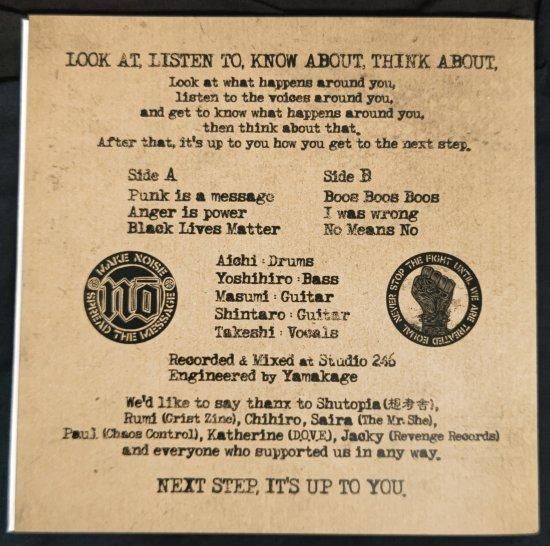 LOOK AT, LISTEN TO, KNOW ABOUT, THINK ABOUT,
Look at what happens around you,
listen to the voices around you,
and get to know what happens around you,
then think about that.
After that, it's up to you how you get to the next step.
Side A
Punk is a message
Anger is power
Black Lives Matter
Side B
Boos Boos Boos
I was wrong
No Means No
MAKE NOISE
nō
SPREAD THE MESSAGE
Aichi : Drums
Yoshihiro : Bass
Masumi : Guitar
Shintaro : Guitar
Takeshi : Vocals
NEVER STOP THE FIGHT UNTIL WE ARE TREATED EQUAL
Recorded & Mixed at Studio 246
Engineered by Yamakage
We'd like to say thanx to Shutopia(想考舎),
Rumi (Grist Zine), Chihiro, Saira (The Mr. She),
Paul (Chaos Control), Katherine (D.O.V.E), Jacky (Revenge Records)
and everyone who supported us in any way.
NEXT STEP, IT'S UP TO YOU.